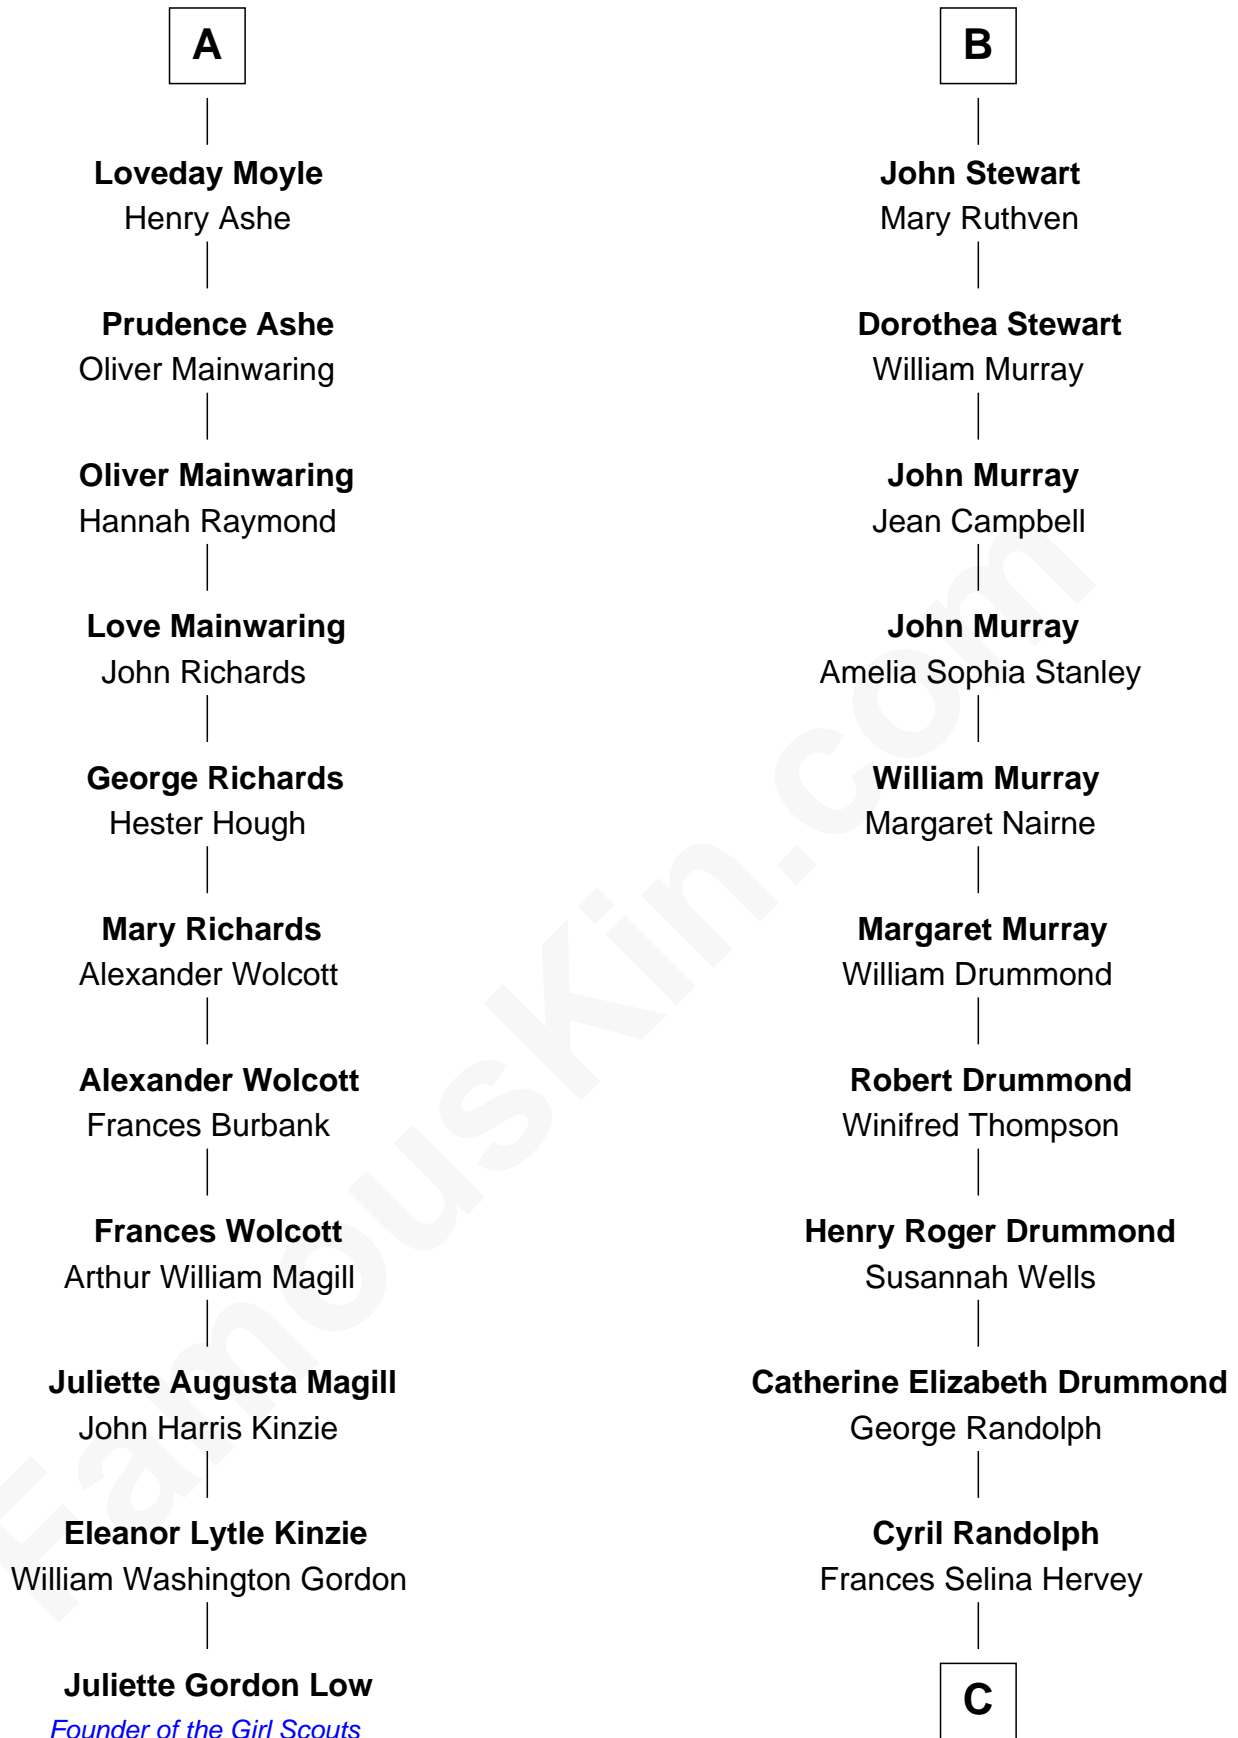 A
Loveday Moyle
Henry Ashe
Prudence Ashe
Oliver Mainwaring
Oliver Mainwaring
Hannah Raymond
Love Mainwaring
John Richards
George Richards
Hester Hough
Mary Richards
Alexander Wolcott
Alexander Wolcott
Frances Burbank
Frances Wolcott
Arthur William Magill
Juliette Augusta Magill
John Harris Kinzie
Eleanor Lytle Kinzie
William Washington Gordon
Juliette Gordon Low
Founder of the Girl Scouts
B
John Stewart
Mary Ruthven
Dorothea Stewart
William Murray
John Murray
Jean Campbell
John Murray
Amelia Sophia Stanley
William Murray
Margaret Nairne
Margaret Murray
William Drummond
Robert Drummond
Winifred Thompson
Henry Roger Drummond
Susannah Wells
Catherine Elizabeth Drummond
George Randolph
Cyril Randolph
Frances Selina Hervey
C
FamousKin.com